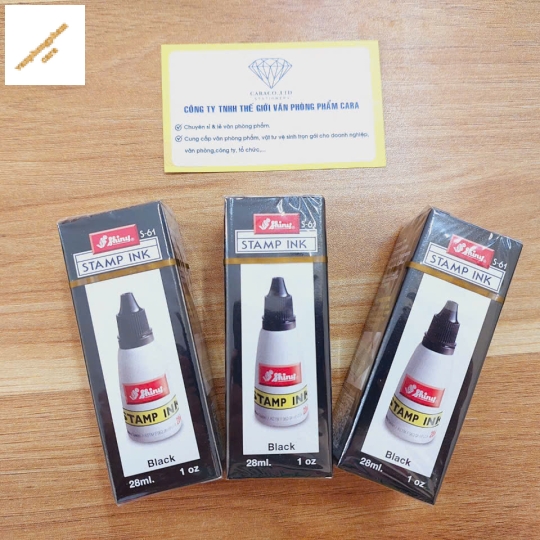 vanphongpham
cara
CARACO.,LTD
CÔNG TY TNHH THẾ GIỚI VĂN PHÒNG PHẨM CARA
Chuyên sỉ & lẻ văn phòng phẩm.
Cung cấp văn phòng phẩm, vật tư vệ sinh trọn gói cho doanh nghiệp,
văn phòng,công ty, tổ chức,...
Shiny
S-61
STAMP INK
Shiny
STAMP INK
Black
28ml. 1 oz
Shiny
S-61
STAMP INK
Shiny
STAMP INK
Black
28ml. 1 oz
Shiny
S-61
STAMP INK
Shiny
STAMP INK
Black
28ml. 1 oz